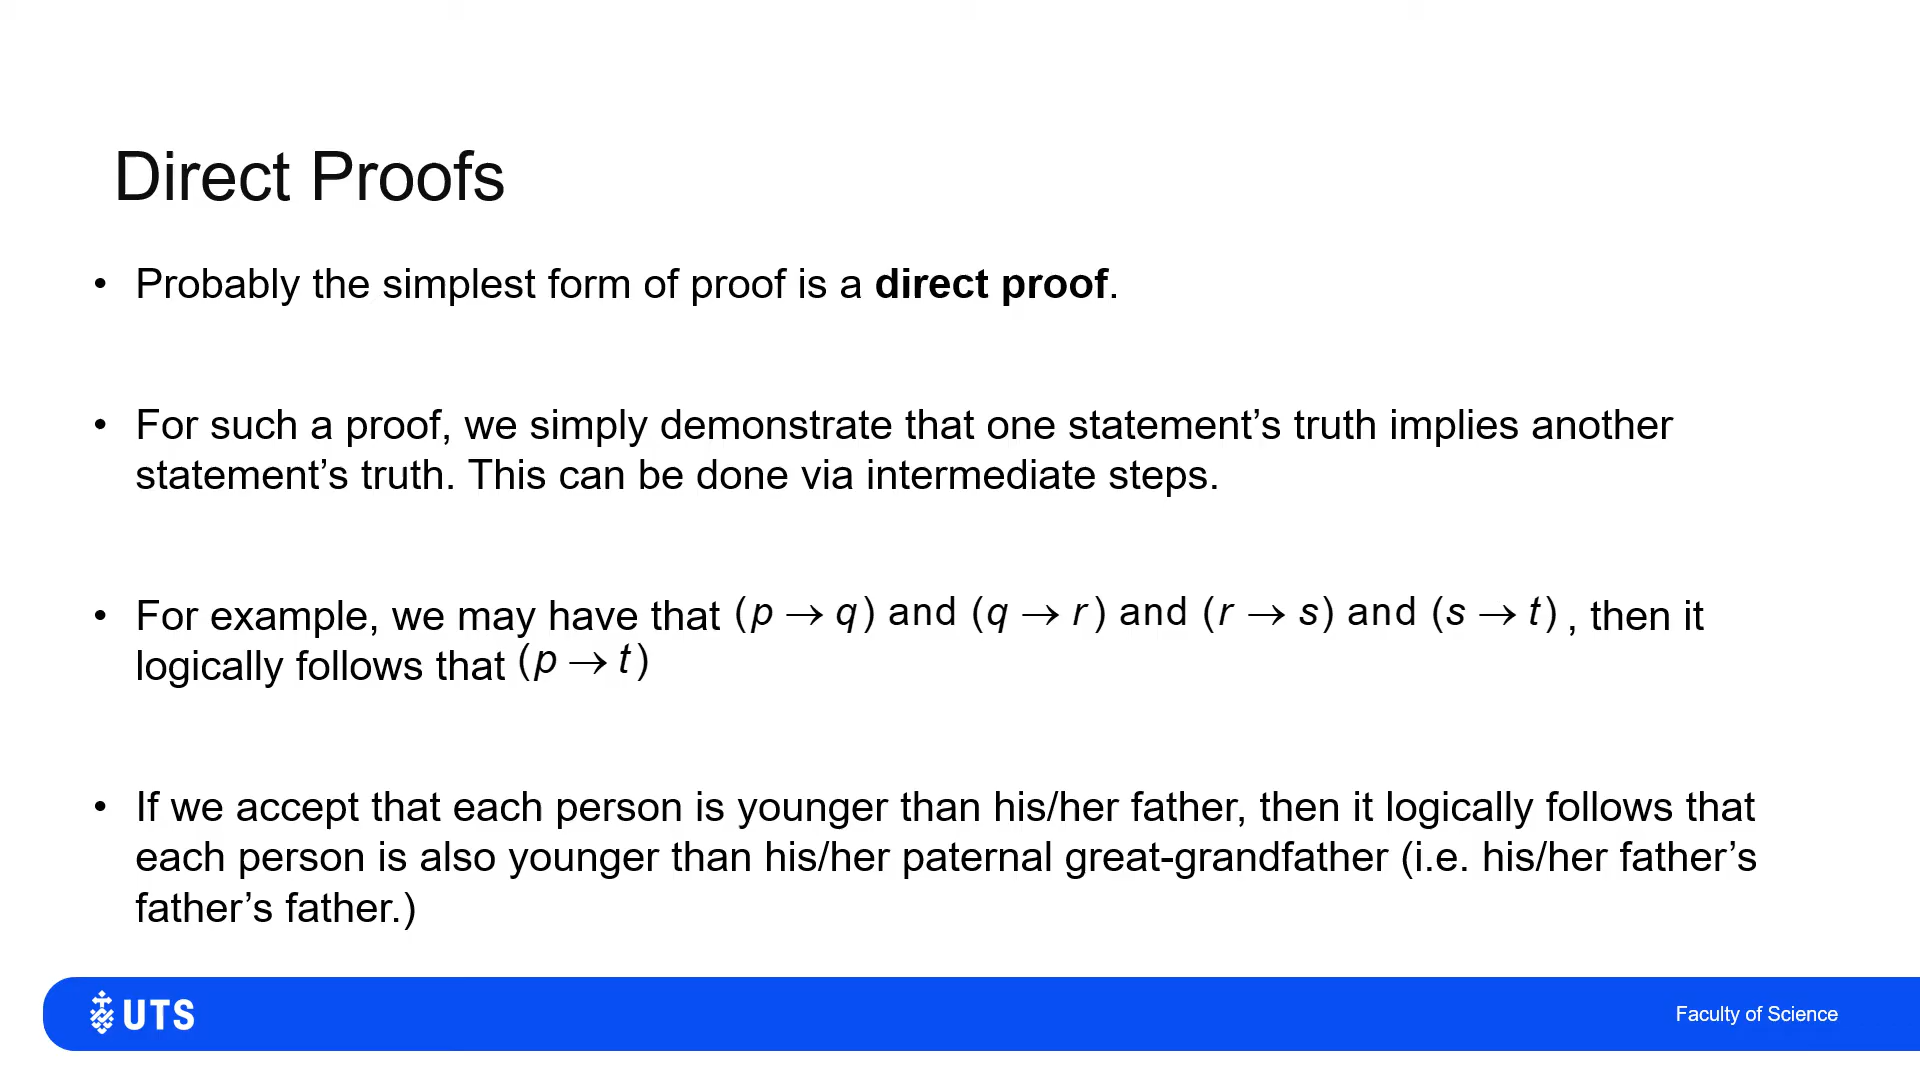 Direct Proofs
• Probably the simplest form of proof is a direct proof.
• For such a proof, we simply demonstrate that one statement’s truth implies another
statement’s truth. This can be done via intermediate steps.
• For example, we may have that (p → q) and (q → r) and (r → s) and (s → t) , then it
logically follows that (p → t)
• If we accept that each person is younger than his/her father, then it logically follows that
each person is also younger than his/her paternal great-grandfather (i.e. his/her father’s
father’s father.)
UTS
Faculty of Science